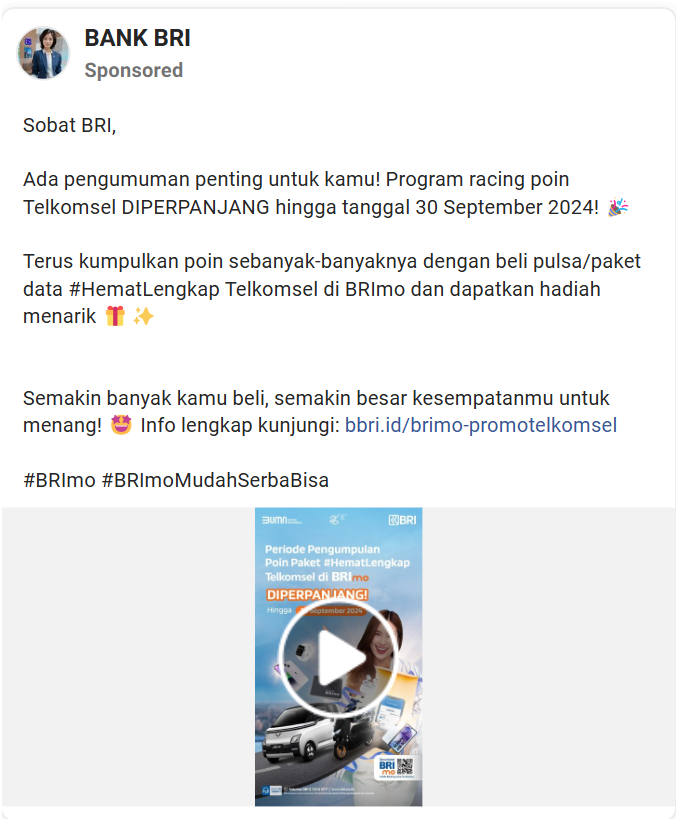 BANK BRI
Sponsored
Sobat BRI,
Ada pengumuman penting untuk kamu! Program racing poin
Telkomsel DIPERPANJANG hingga tanggal 30 September 2024! 🎉
Terus kumpulkan poin sebanyak-banyaknya dengan beli pulsa/paket
data #HematLengkap Telkomsel di BRImo dan dapatkan hadiah
menarik 🎁 ✨
Semakin banyak kamu beli, semakin besar kesempatanmu untuk
menang! 🤩 Info lengkap kunjungi: bbri.id/brimo-promotelkomsel
#BRImo #BRImoMudahSerbaBisa
BUMN
BRI
Periode Pengumpulan
Poin Paket #HematLengkap
Telkomsel di BRImo
DIPERPANJANG!
Hingga September 2024
BRI
mo